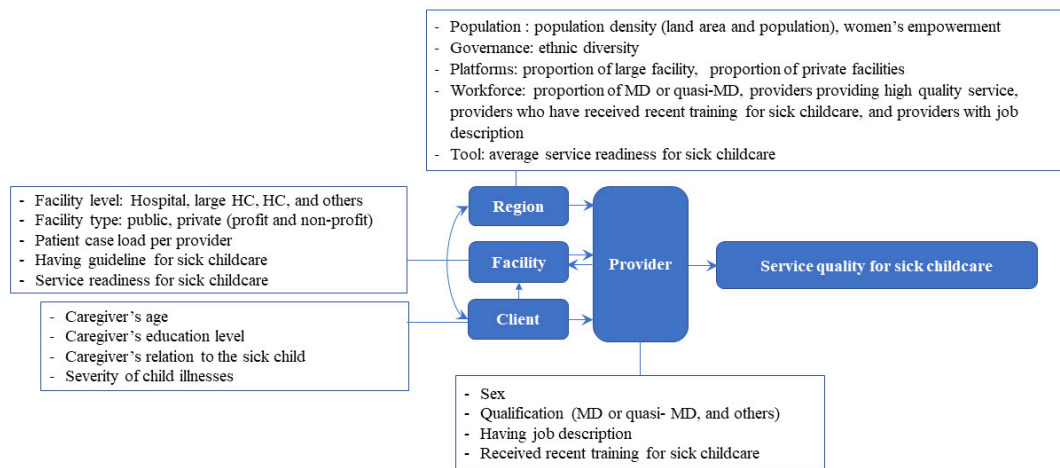 - Population : population density (land area and population), women's empowerment
- Governance: ethnic diversity
- Platforms: proportion of large facility, proportion of private facilities
- Workforce: proportion of MD or quasi-MD, providers providing high quality service,
providers who have received recent training for sick childcare, and providers with job
description
- Tool: average service readiness for sick childcare
- Facility level: Hospital, large HC, HC, and others
- Facility type: public, private (profit and non-profit)
- Patient case load per provider
- Having guideline for sick childcare
- Service readiness for sick childcare
- Caregiver's age
- Caregiver's education level
- Caregiver's relation to the sick child
- Severity of child illnesses
Region
Facility
Client
Provider
Service quality for sick childcare
- Sex
- Qualification (MD or quasi- MD, and others)
- Having job description
- Received recent training for sick childcare